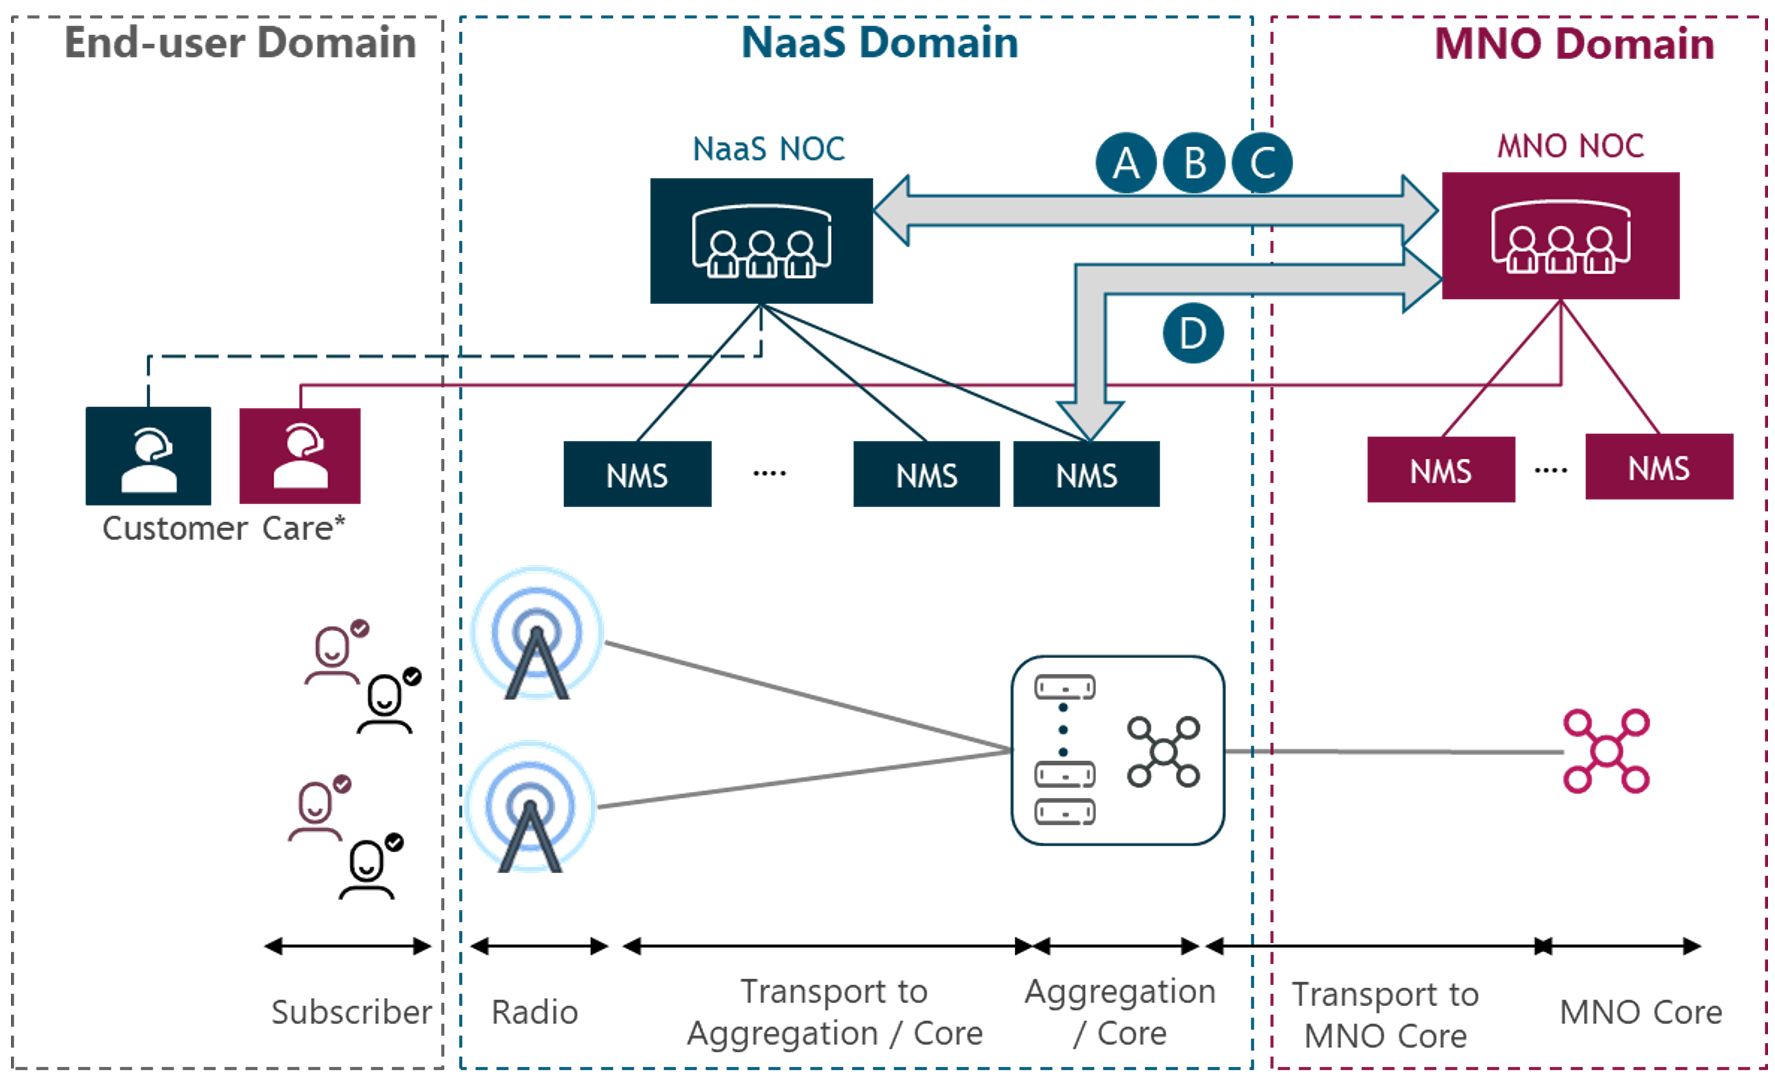 End-user Domain
NaaS Domain
MNO Domain
NaaS NOC
A B C
MNO NOC
D
Customer Care*
NMS
....
NMS
NMS
NMS
....
NMS
Subscriber
Radio
Transport to
Aggregation / Core
Aggregation
/ Core
Transport to
MNO Core
MNO Core